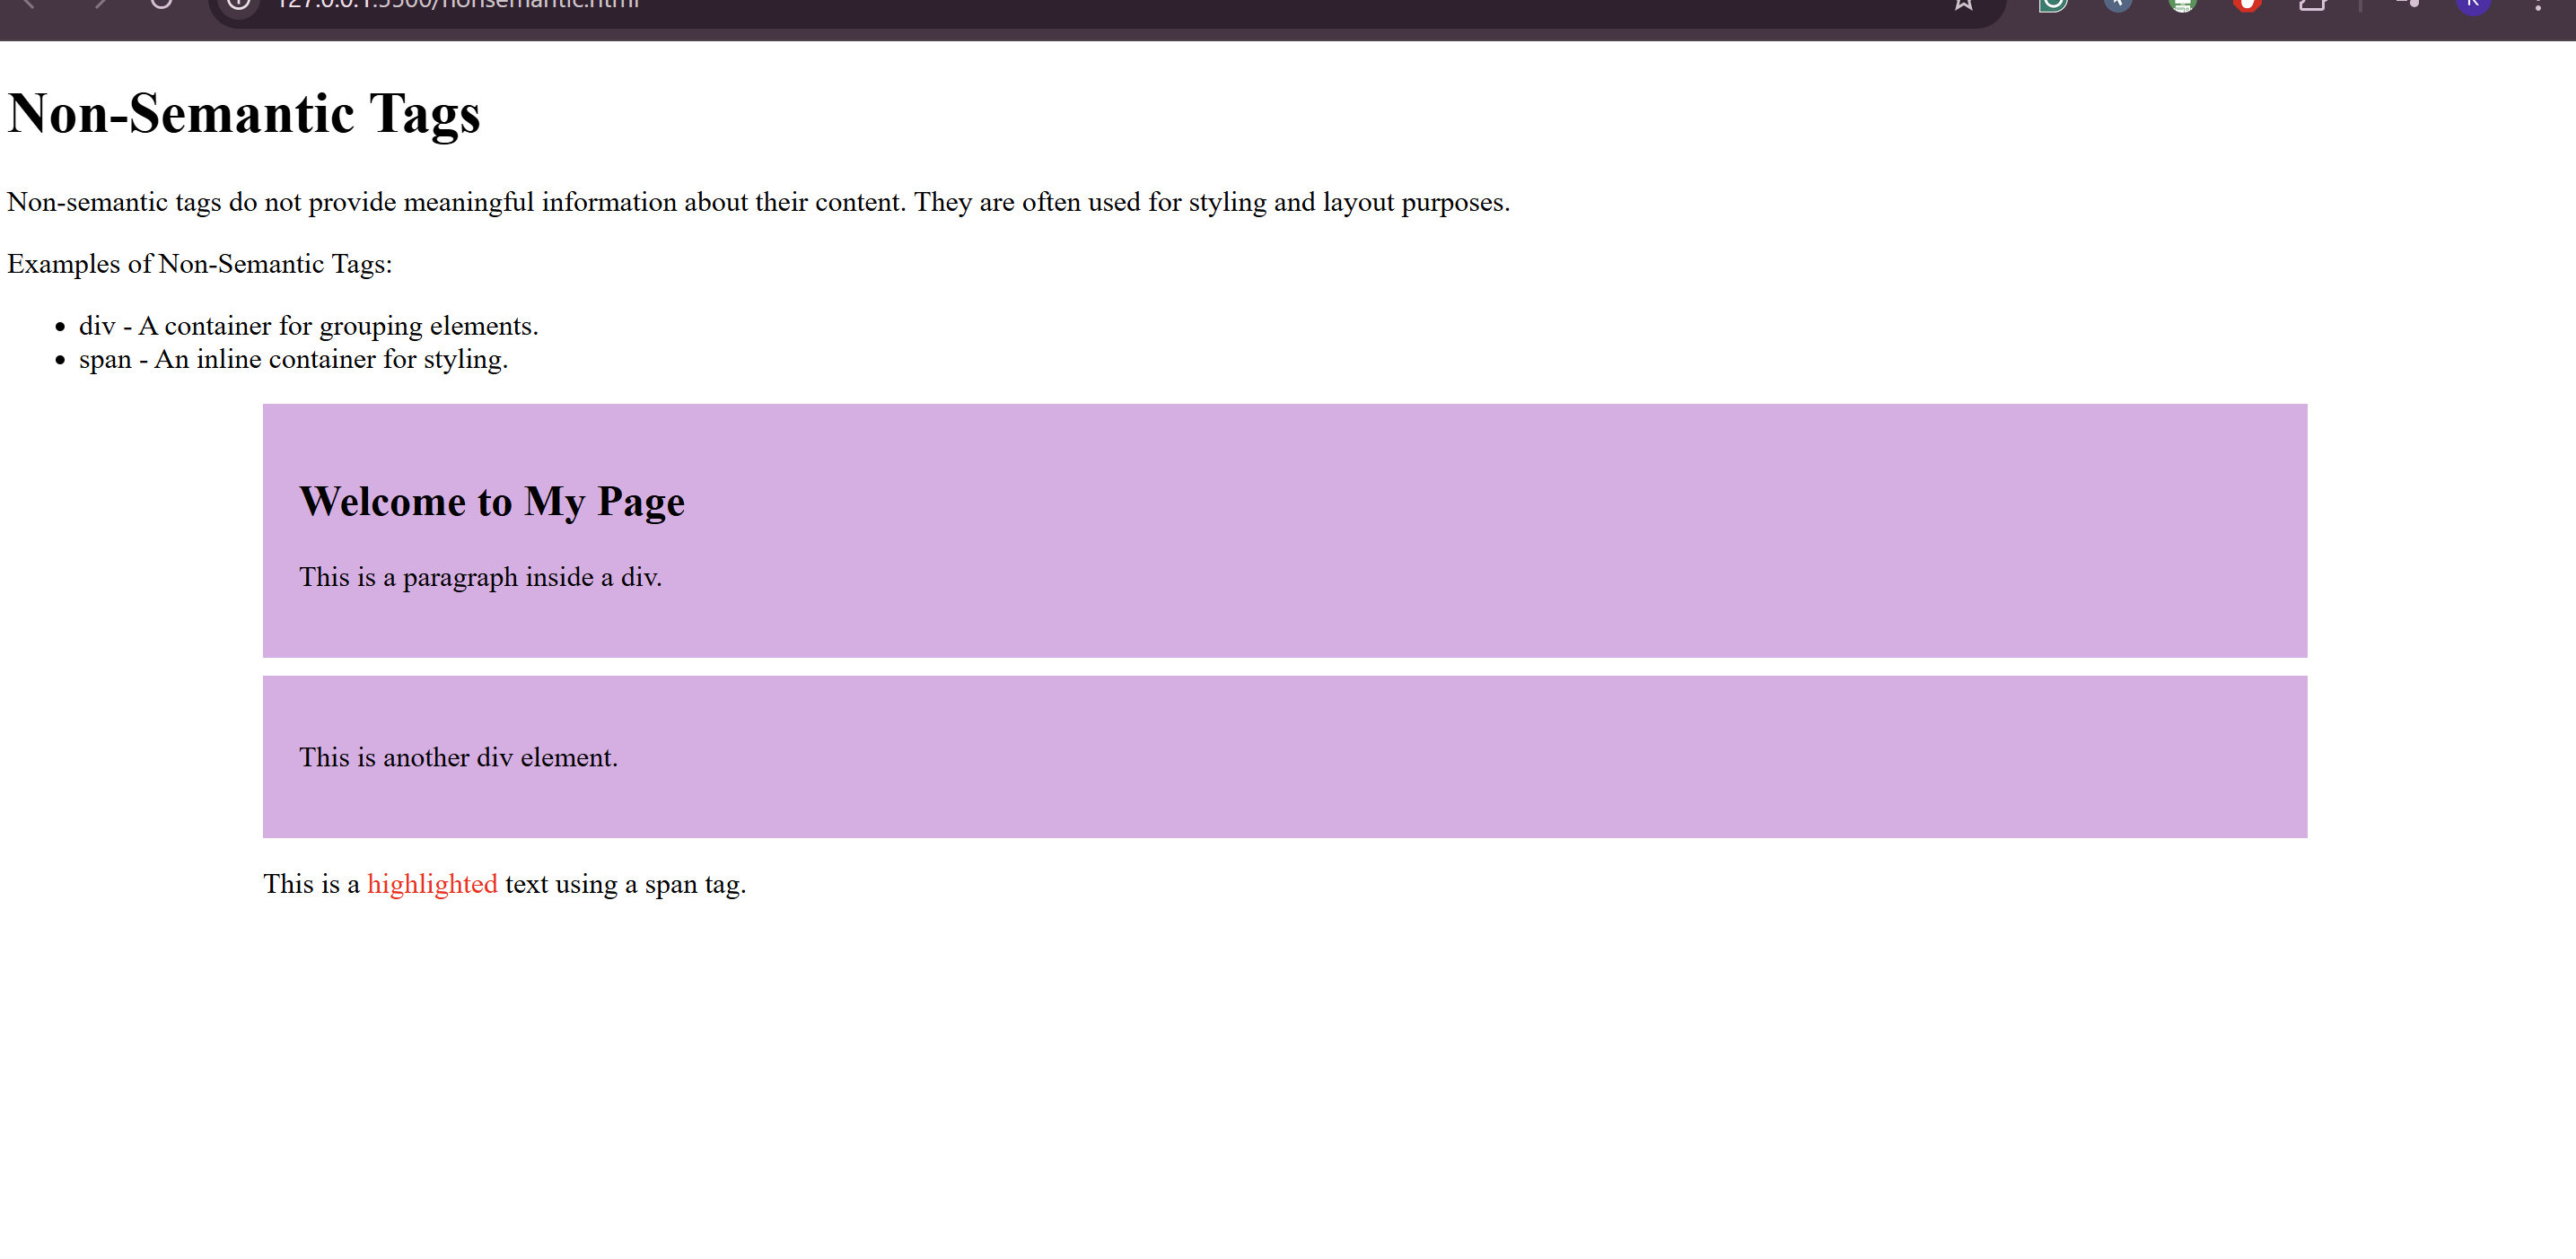 127.0.0.1:5500/nonsemantic.html
Non-Semantic Tags
Non-semantic tags do not provide meaningful information about their content. They are often used for styling and layout purposes.
Examples of Non-Semantic Tags:
• div - A container for grouping elements.
• span - An inline container for styling.
Welcome to My Page
This is a paragraph inside a div.
This is another div element.
This is a highlighted text using a span tag.